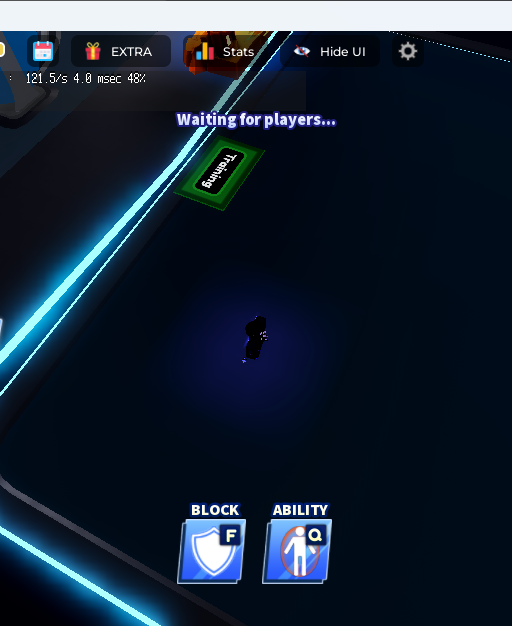 EXTRA
Stats
Hide UI
: 121.5/s 4.0 msec 48%
Waiting for players...
Training
BLOCK
ABILITY
F
Q